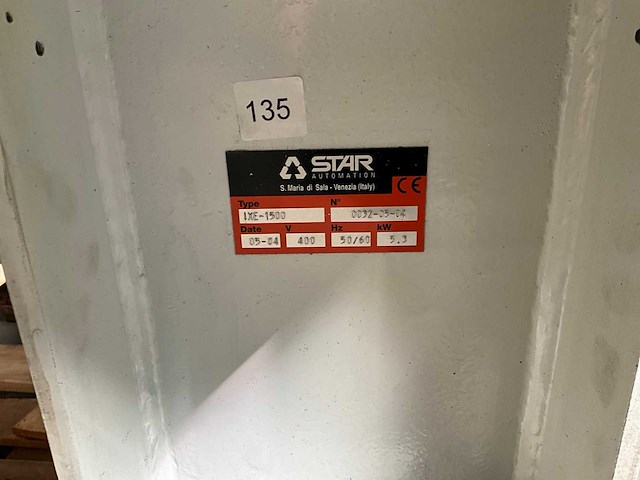 135
STAR
AUTOMATION
S. Maria di Sala - Venezia (Italy)
CE
Type N°
IXE-1500 0032-05-04
Date V Hz kW
05-04 400 50/60 5.3